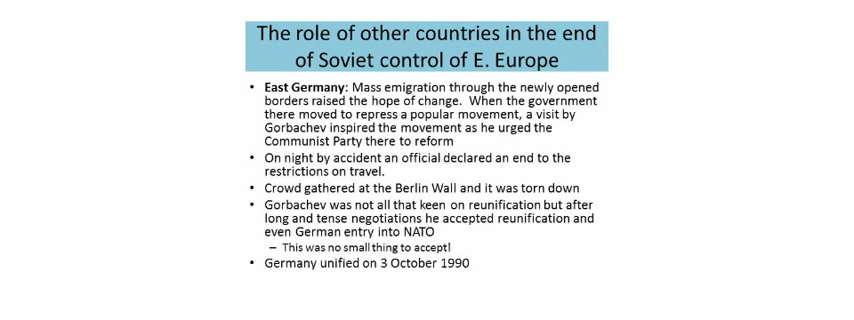 The role of other countries in the end
of Soviet control of E. Europe
• East Germany: Mass emigration through the newly opened
borders raised the hope of change.  When the government
there moved to repress a popular movement, a visit by
Gorbachev inspired the movement as he urged the
Communist Party there to reform
• On night by accident an official declared an end to the
restrictions on travel.
• Crowd gathered at the Berlin Wall and it was torn down
• Gorbachev was not all that keen on reunification but after
long and tense negotiations he accepted reunification and
even German entry into NATO
– This was no small thing to accept!
• Germany unified on 3 October 1990